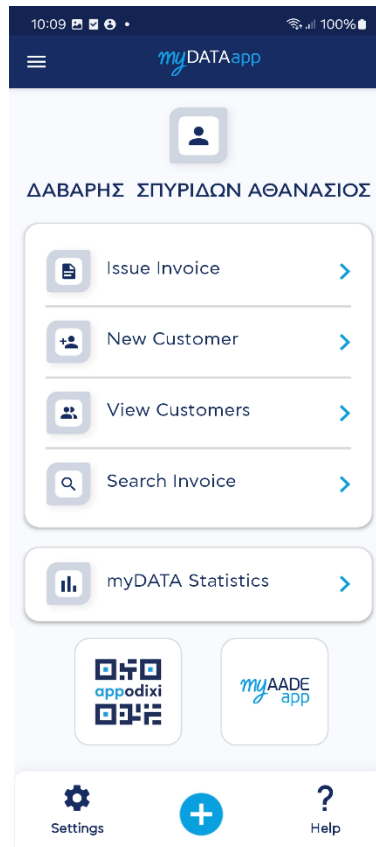 10:09
100%
myDATAapp
ΔΑΒΑΡΗΣ ΣΠΥΡΙΔΩΝ ΑΘΑΝΑΣΙΟΣ
Issue Invoice
New Customer
View Customers
Search Invoice
myDATA Statistics
appodixi
myAADE
app
Settings
Help